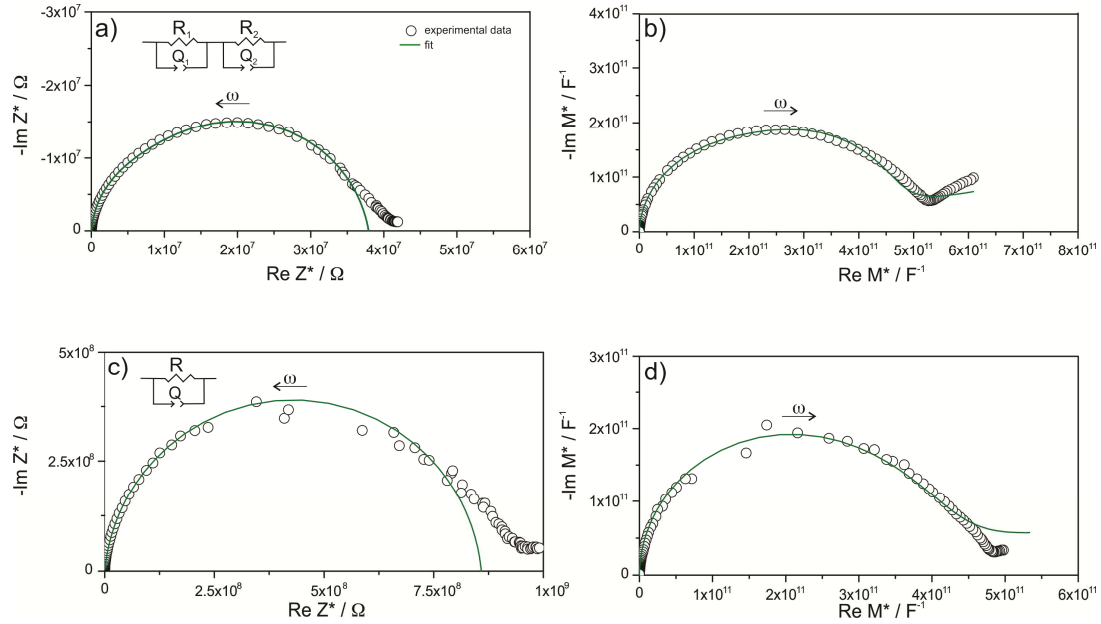 a)
R1 R2
Q1 Q2
experimental data
fit
ω
-3x10^7
-2x10^7
-1x10^7
0
-Im Z* / Ω
0 1x10^7 2x10^7 3x10^7 4x10^7 5x10^7 6x10^7
Re Z* / Ω
b)
ω
4x10^11
3x10^11
2x10^11
1x10^11
0
-Im M* / F^-1
0 1x10^11 2x10^11 3x10^11 4x10^11 5x10^11 6x10^11 7x10^11 8x10^11
Re M* / F^-1
c)
R
Q
ω
5x10^8
2.5x10^8
0
-Im Z* / Ω
0 2.5x10^8 5x10^8 7.5x10^8 1x10^9
Re Z* / Ω
d)
ω
3x10^11
2x10^11
1x10^11
0
-Im M* / F^-1
0 1x10^11 2x10^11 3x10^11 4x10^11 5x10^11 6x10^11
Re M* / F^-1